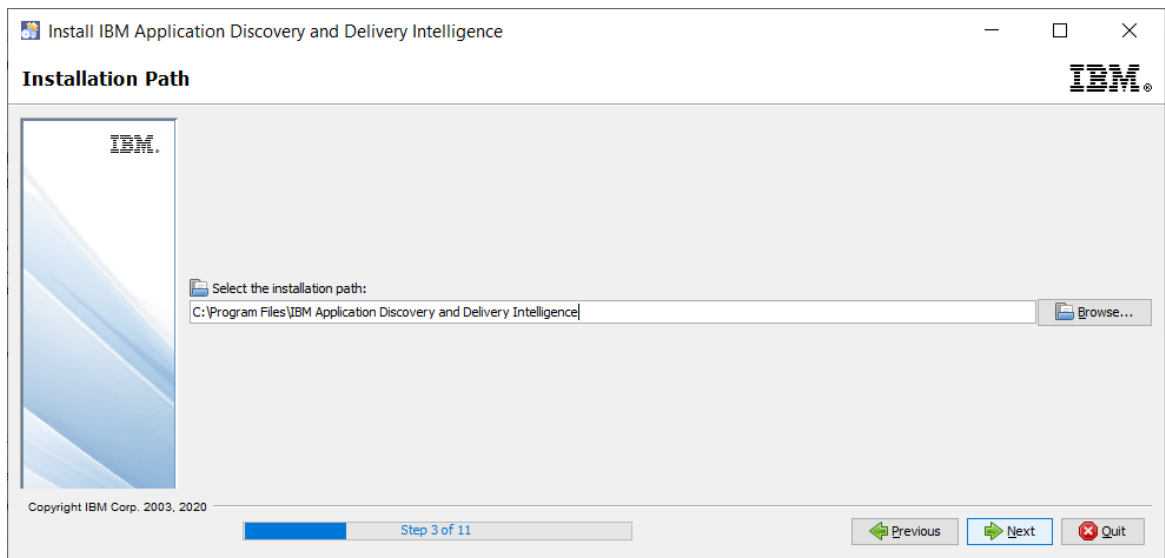 Install IBM Application Discovery and Delivery Intelligence
Installation Path
IBM®
IBM®
Select the installation path:
C:\Program Files\IBM Application Discovery and Delivery Intelligence
Browse...
Copyright IBM Corp. 2003, 2020
Step 3 of 11
Previous
Next
Quit